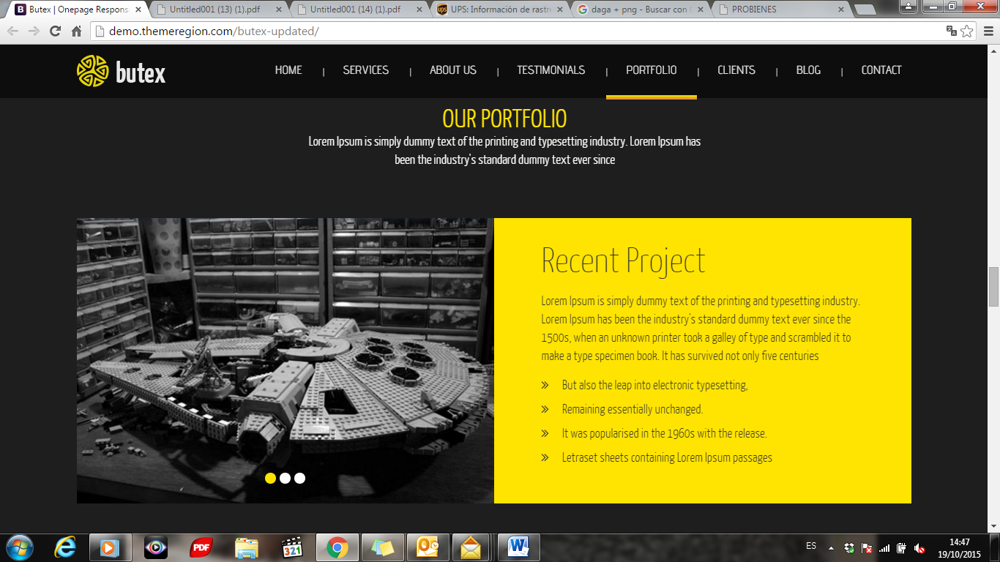 Butex | Onepage Respons
Untitled001 (13) (1).pdf
Untitled001 (14) (1).pdf
UPS: Información de rastr
daga + png - Buscar con
PROBIENES
demo.themeregion.com/butex-updated/
butex
HOME | SERVICES | ABOUT US | TESTIMONIALS | PORTFOLIO | CLIENTS | BLOG | CONTACT
OUR PORTFOLIO
Lorem Ipsum is simply dummy text of the printing and typesetting industry. Lorem Ipsum has
been the industry's standard dummy text ever since
Recent Project
Lorem Ipsum is simply dummy text of the printing and typesetting industry.
Lorem Ipsum has been the industry's standard dummy text ever since the
1500s, when an unknown printer took a galley of type and scrambled it to
make a type specimen book. It has survived not only five centuries
» But also the leap into electronic typesetting,
» Remaining essentially unchanged.
» It was popularised in the 1960s with the release.
» Letraset sheets containing Lorem Ipsum passages
PDF
321
ES
14:47
19/10/2015